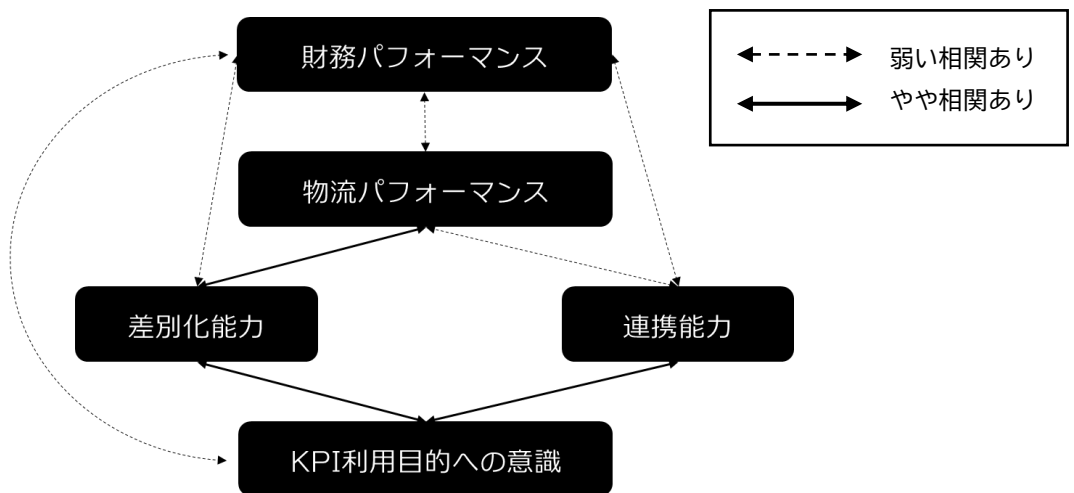 財務パフォーマンス
弱い相関あり
やや相関あり
物流パフォーマンス
差別化能力
連携能力
KPI利用目的への意識